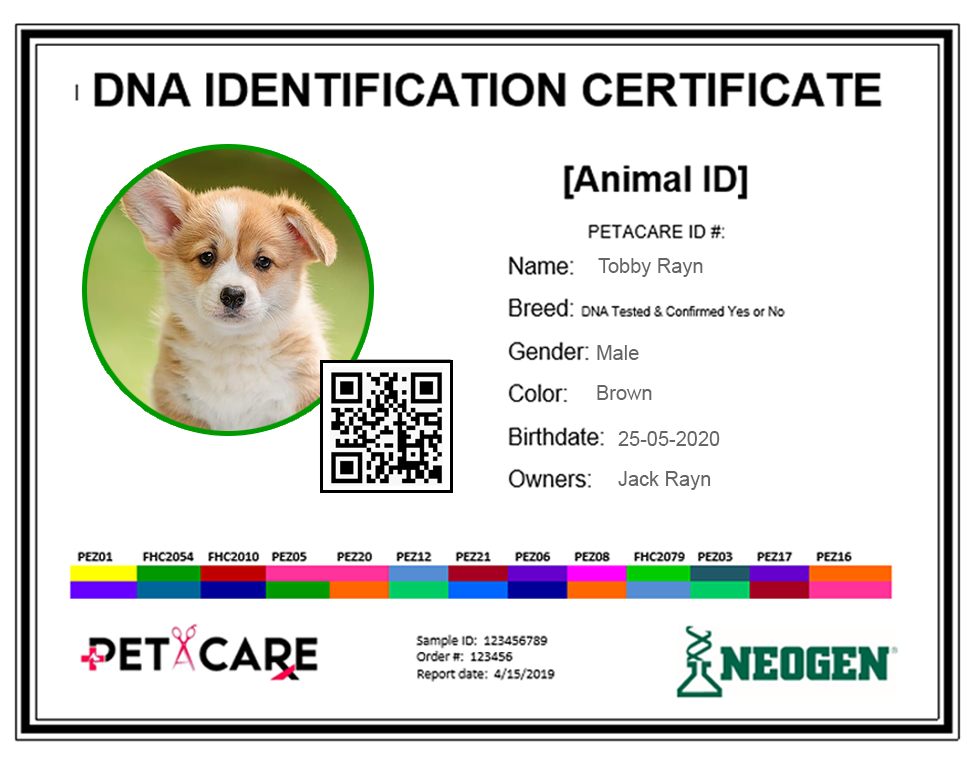 DNA IDENTIFICATION CERTIFICATE
[Animal ID]
PETACARE ID #:
Name: Tobby Rayn
Breed: DNA Tested & Confirmed Yes or No
Gender: Male
Color: Brown
Birthdate: 25-05-2020
Owners: Jack Rayn
PEZ01 FHC2054 FHC2010 PEZ05 PEZ20 PEZ12 PEZ21 PEZ06 PEZ08 FHC2079 PEZ03 PEZ17 PEZ16
PETACARE
Sample ID: 123456789
Order #: 123456
Report date: 4/15/2019
NEOGEN®